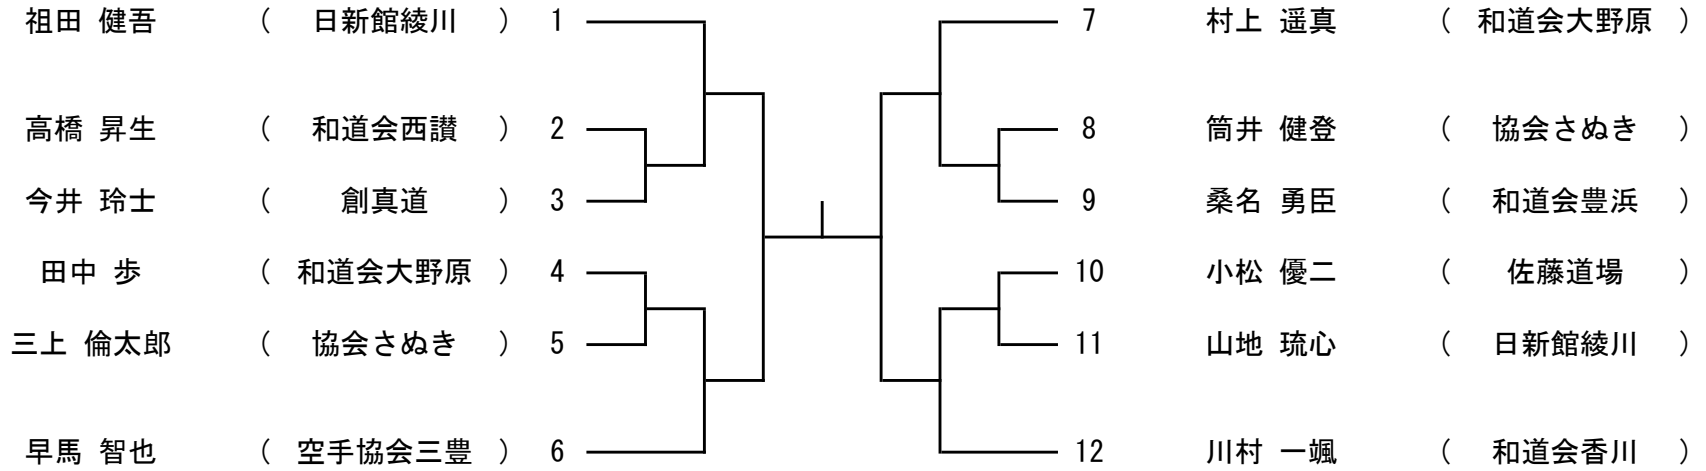 祖田 健吾 ( 日新館綾川 ) 1
高橋 昇生 ( 和道会西讃 ) 2
今井 玲士 ( 創真道 ) 3
田中 歩 ( 和道会大野原 ) 4
三上 倫太郎 ( 協会さぬき ) 5
早馬 智也 ( 空手協会三豊 ) 6
7 村上 遥真 ( 和道会大野原 )
8 筒井 健登 ( 協会さぬき )
9 桑名 勇臣 ( 和道会豊浜 )
10 小松 優二 ( 佐藤道場 )
11 山地 琉心 ( 日新館綾川 )
12 川村 一颯 ( 和道会香川 )